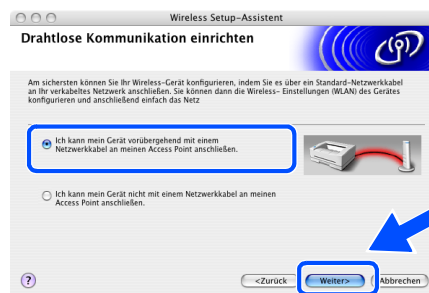 Wireless Setup-Assistent
Drahtlose Kommunikation einrichten
Am sichersten können Sie Ihr Wireless-Gerät konfigurieren, indem Sie es über ein Standard-Netzwerkkabel
an Ihr verkabeltes Netzwerk anschließen. Sie können dann die Wireless- Einstellungen (WLAN) des Gerätes
konfigurieren und anschließend einfach das Netz
Ich kann mein Gerät vorübergehend mit einem
Netzwerkkabel an meinen Access Point anschließen.
Ich kann mein Gerät nicht mit einem Netzwerkkabel an meinen
Access Point anschließen.
?
<Zurück
Weiter>
Abbrechen